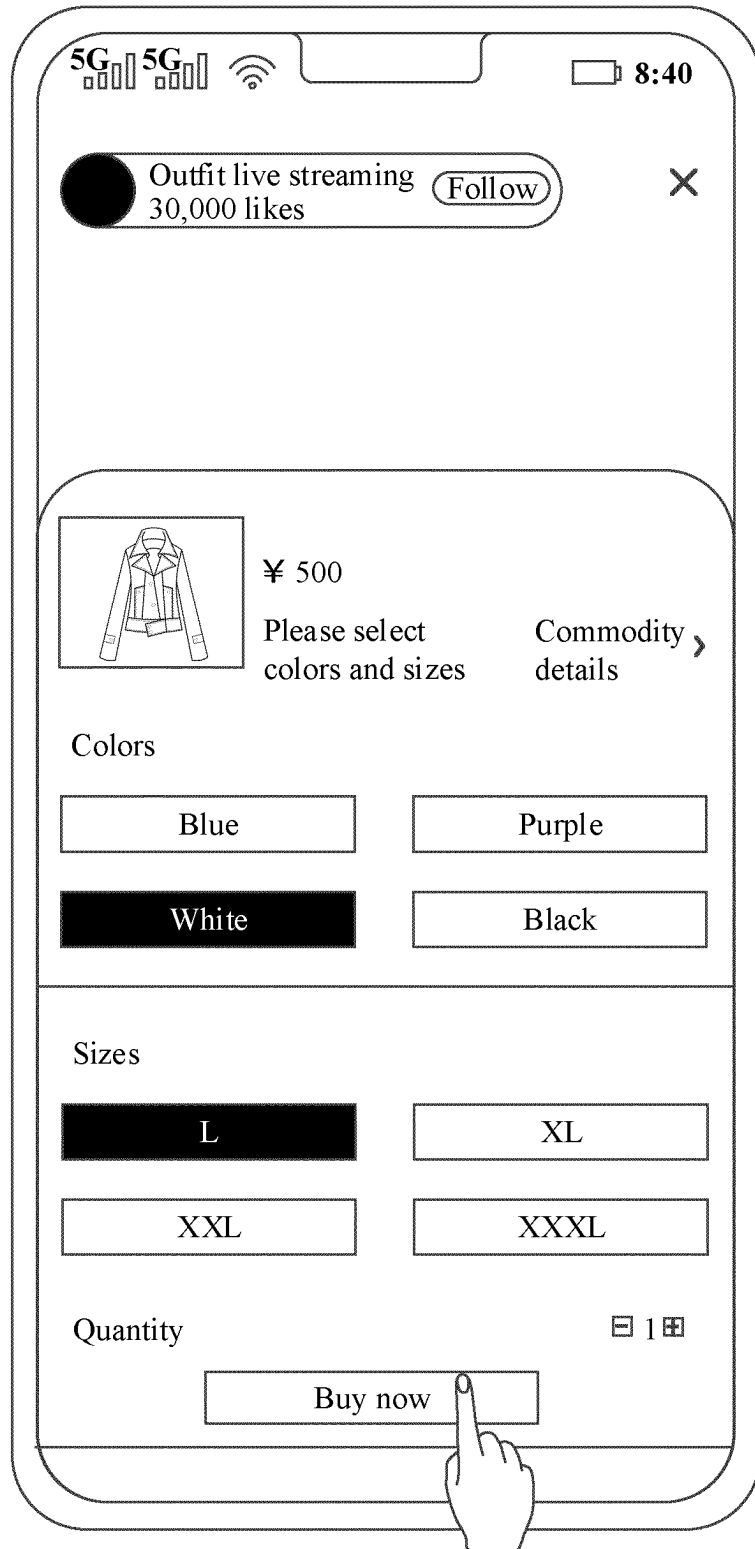 5G 5G 8:40
Outfit live streaming
30,000 likes
Follow
¥ 500
Please select
colors and sizes
Commodity
details
Colors
Blue Purple
White Black
Sizes
L XL
XXL XXXL
Quantity 1
Buy now